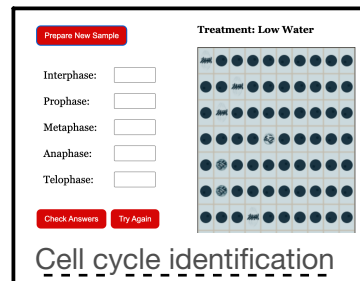 Prepare New Sample
Treatment: Low Water
Interphase:
Prophase:
Metaphase:
Anaphase:
Telophase:
Check Answers
Try Again
Cell cycle identification